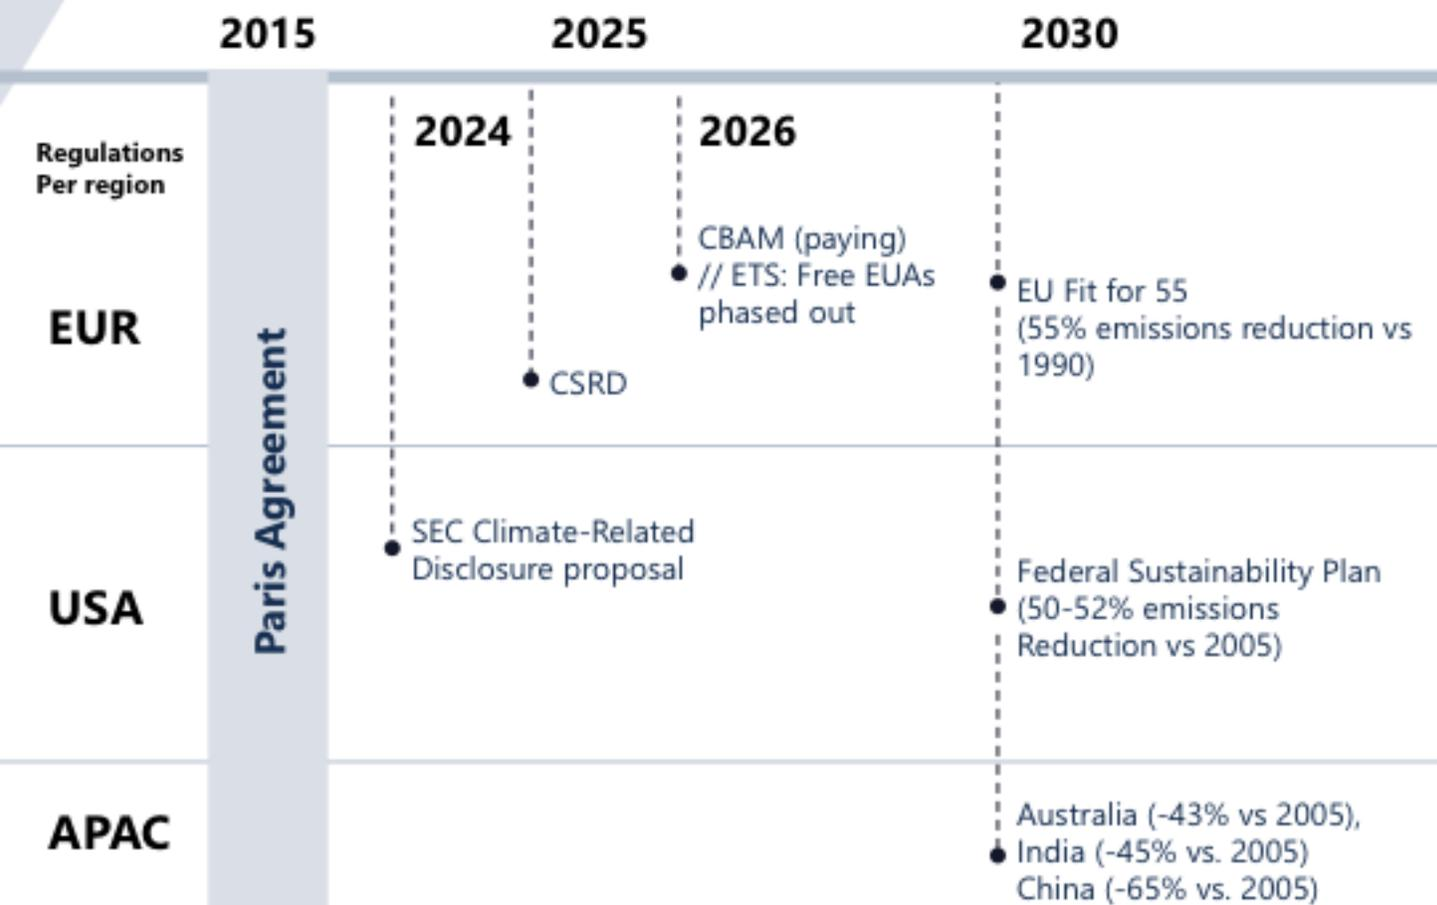 2015
2025
2030
2024
2026
Regulations
Per region
EUR
CBAM (paying)
// ETS: Free EUAs
phased out
EU Fit for 55
(55% emissions reduction vs
1990)
CSRD
Paris Agreement
USA
SEC Climate-Related
Disclosure proposal
Federal Sustainability Plan
(50-52% emissions
Reduction vs 2005)
APAC
Australia (-43% vs 2005),
India (-45% vs. 2005)
China (-65% vs. 2005)